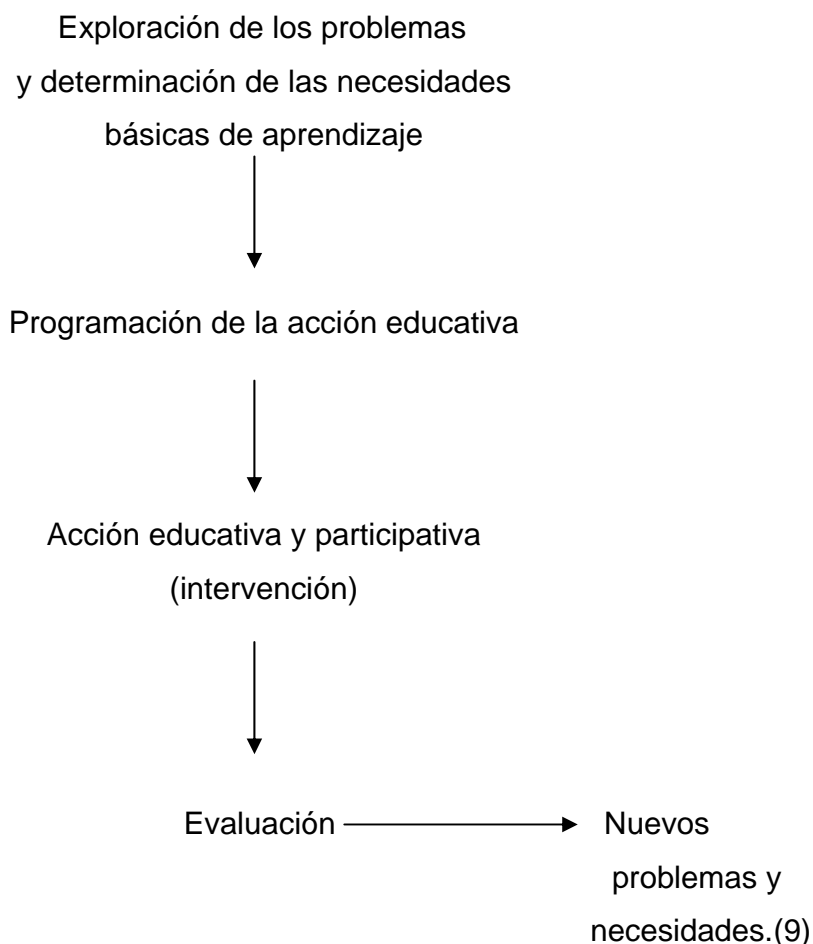 Exploración de los problemas
y determinación de las necesidades
básicas de aprendizaje
Programación de la acción educativa
Acción educativa y participativa
(intervención)
Evaluación
Nuevos
problemas y
necesidades.(9)